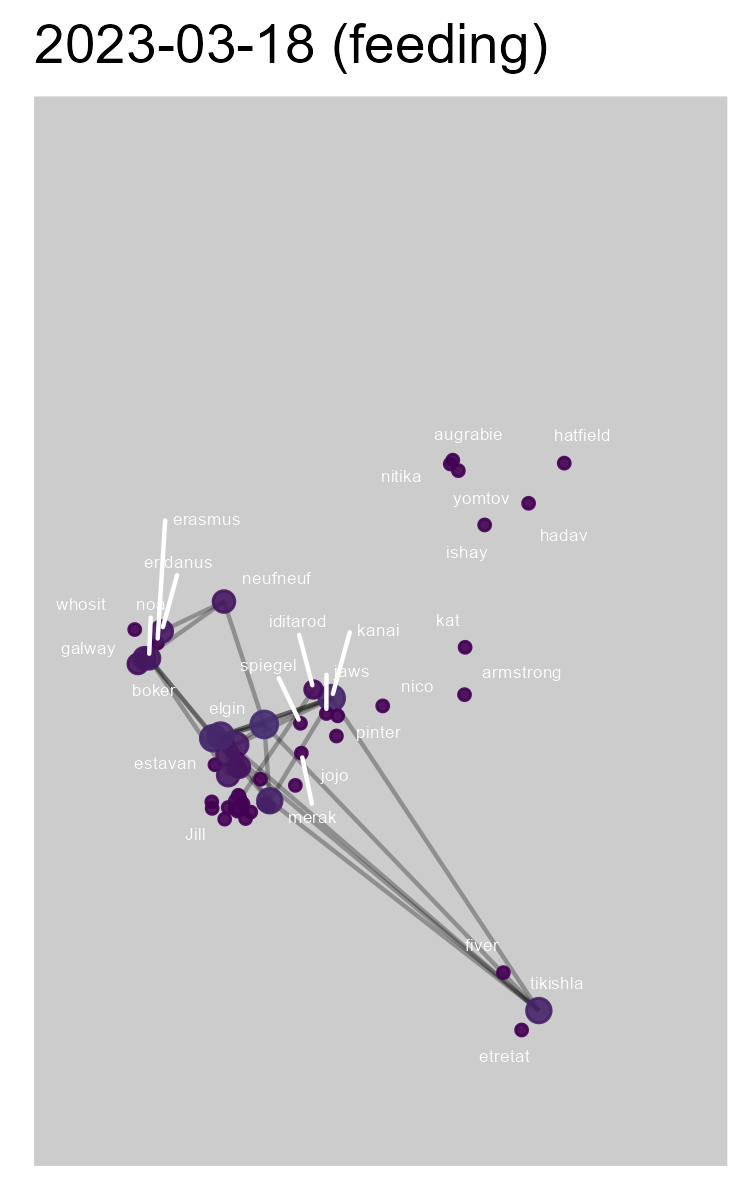 2023-03-18 (feeding)
augrabie
hatfield
nitika
yomtov
hadav
ishay
erasmus
eridanus
neufneuf
whosit
noa
iditarod
kanai
kat
galway
spiegel
jaws
armstrong
boker
nico
elgin
pinter
estavan
jojo
merak
Jill
fiver
tikishla
etretat